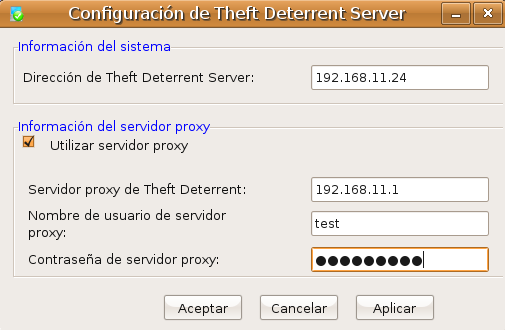 Configuración de Theft Deterrent Server
Información del sistema
Dirección de Theft Deterrent Server: 192.168.11.24
Información del servidor proxy
Utilizar servidor proxy
Servidor proxy de Theft Deterrent: 192.168.11.1
Nombre de usuario de servidor
proxy: test
Contraseña de servidor proxy: ●●●●●●●●●
Aceptar Cancelar Aplicar